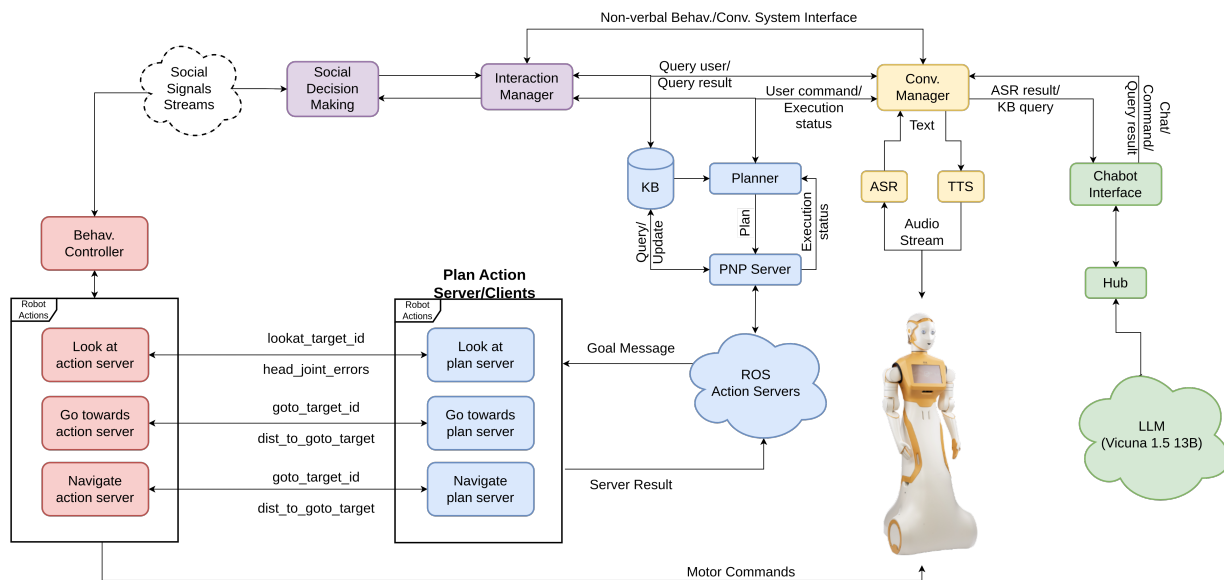 Non-verbal Behav./Conv. System Interface
Social
Signals
Streams
Social
Decision
Making
Interaction
Manager
Query user/
Query result
User command/
Execution
status
Conv.
Manager
ASR result/
KB query
Chat/
Command/
Query result
Text
KB
Planner
ASR
TTS
Chabot
Interface
Plan
Execution
status
Query/
Update
Audio
Stream
Behav.
Controller
PNP Server
Hub
Plan Action
Server/Clients
Robot
Actions
Robot
Actions
Look at
action server
lookat_target_id
head_joint_errors
Look at
plan server
Goal Message
ROS
Action Servers
Go towards
action server
goto_target_id
dist_to_goto_target
Go towards
plan server
LLM
(Vicuna 1.5 13B)
Navigate
action server
goto_target_id
dist_to_goto_target
Navigate
plan server
Server Result
Motor Commands